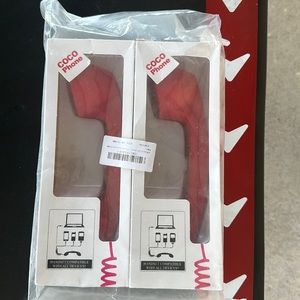 COCO
Phone
COCO
Phone
HANDSET COMPATIBLE
WITH ALL DEVICES!
HANDSET COMPATIBLE
WITH ALL DEVICES!